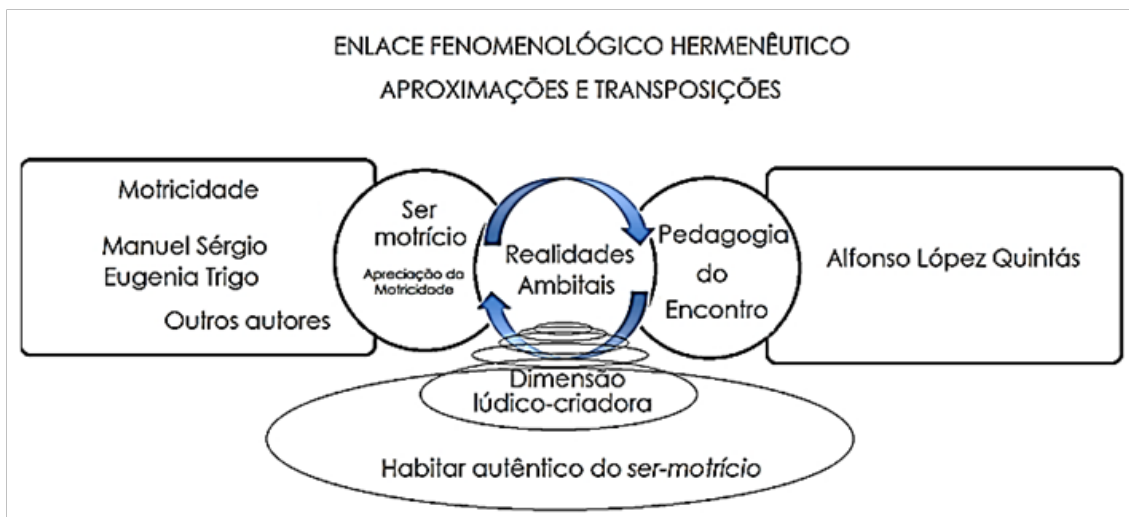 ENLACE FENOMENOLÓGICO HERMENÊUTICO
APROXIMAÇÕES E TRANSPOSIÇÕES
Motricidade
Manuel Sérgio
Eugenia Trigo
Outros autores
Ser
motrício
Apreciação da
Motricidade
Realidades
Ambitais
Pedagogia
do
Encontro
Alfonso López Quintás
Dimensão
lúdico-criadora
Habitar autêntico do ser-motrício